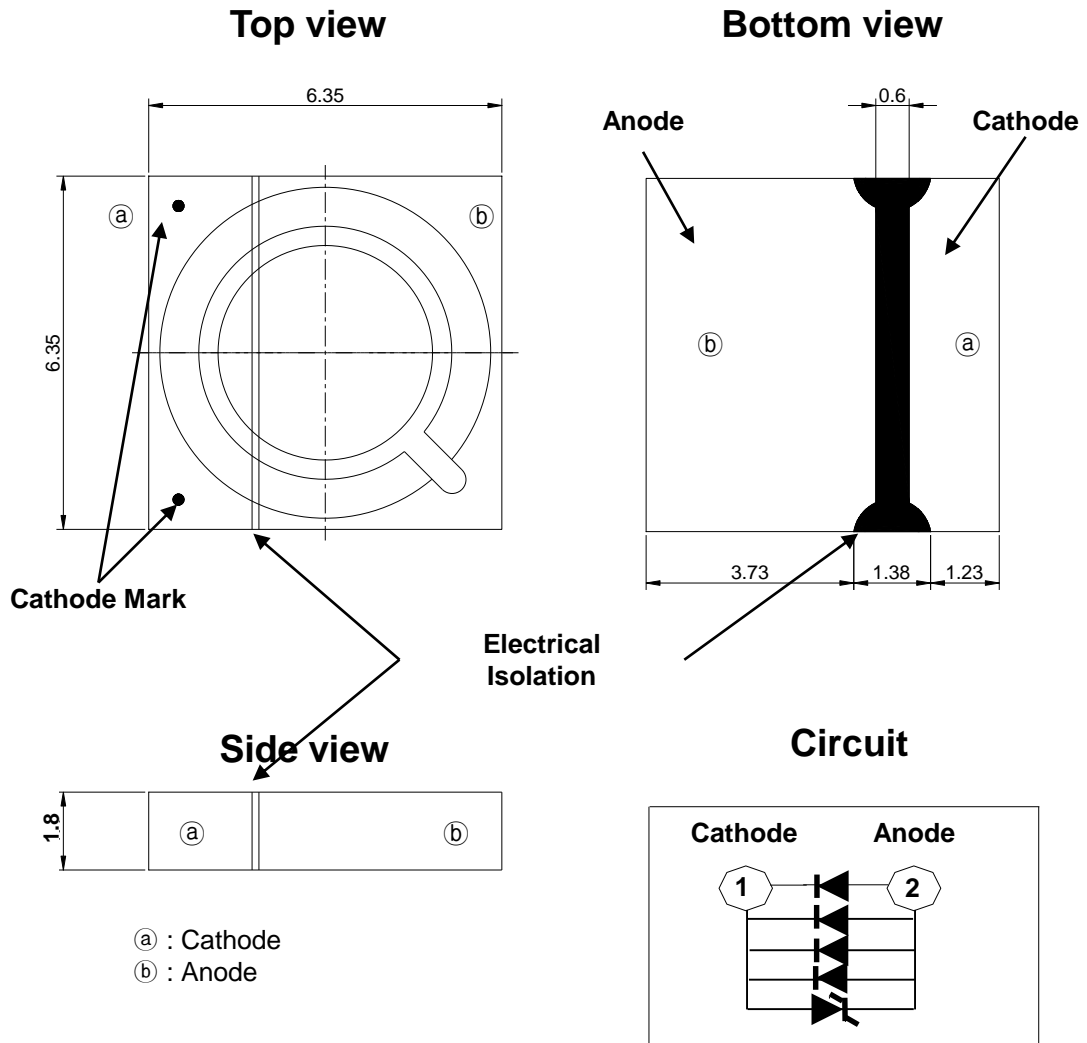 Top view
Bottom view
6.35
0.6
Anode
Cathode
ⓐ
ⓑ
6.35
ⓑ
ⓐ
3.73
1.38
1.23
Cathode Mark
Electrical
Isolation
Side view
Circuit
1.8
ⓐ
ⓑ
Cathode
Anode
1
2
ⓐ : Cathode
ⓑ : Anode